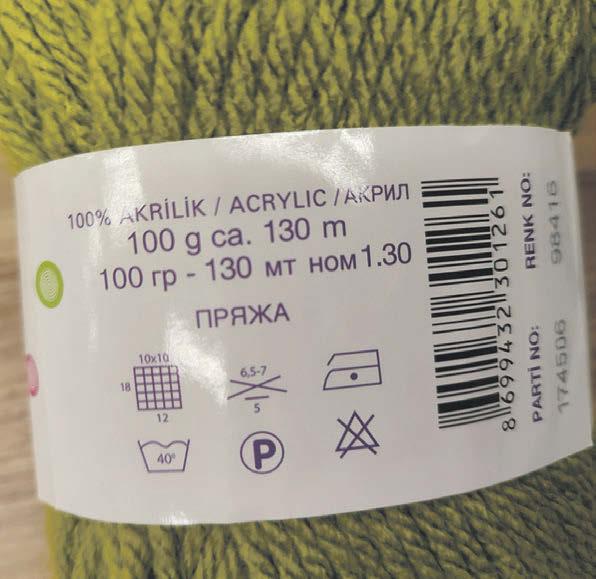 100% AKRİLİK / ACRYLIC / АКРИЛ
100 g ca. 130 m
100 гр - 130 мт ном 1.30
ПРЯЖА
10x10
18
12
6,5-7
5
40°
P
8 699432 301261
RENK NO:
98416
PARTİ NO:
174506